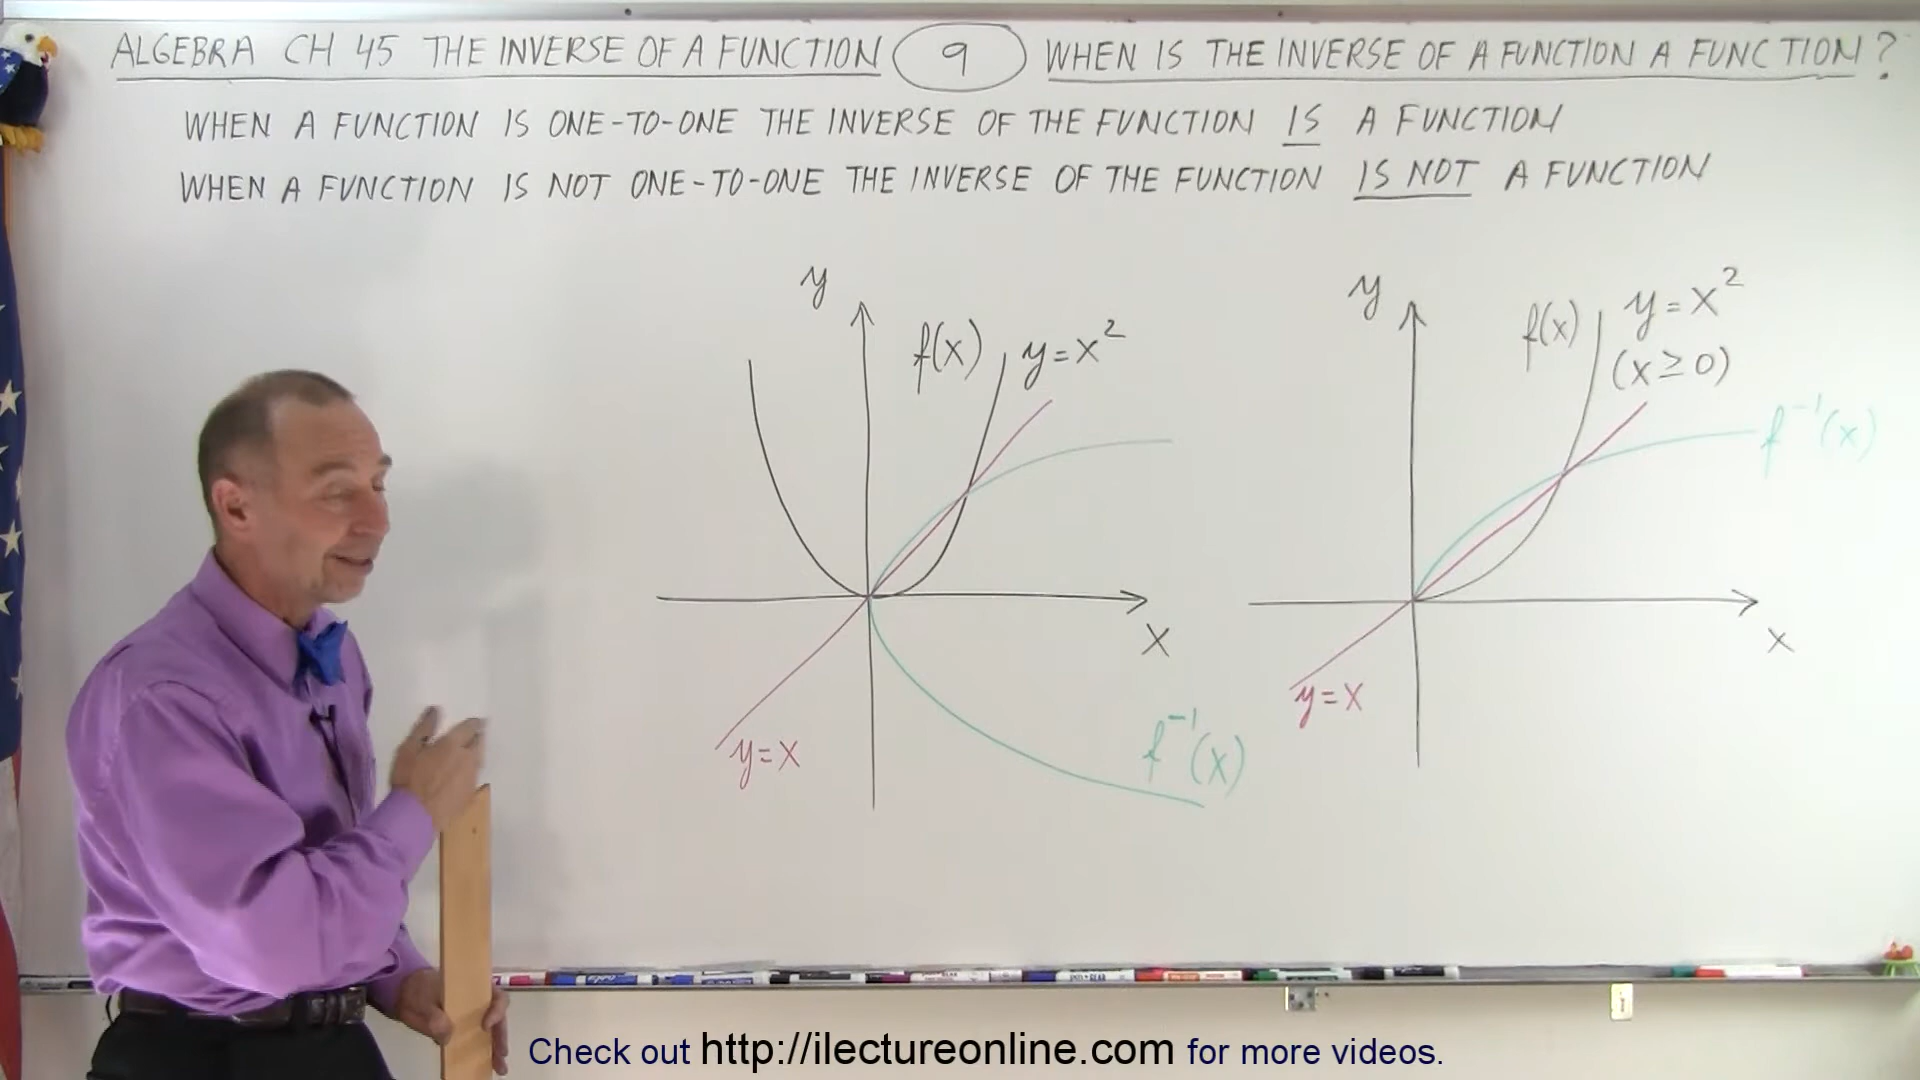 ALGEBRA CH 45 THE INVERSE OF A FUNCTION 9 WHEN IS THE INVERSE OF A FUNCTION A FUNCTION?
WHEN A FUNCTION IS ONE-TO-ONE THE INVERSE OF THE FUNCTION IS A FUNCTION
WHEN A FUNCTION IS NOT ONE-TO-ONE THE INVERSE OF THE FUNCTION IS NOT A FUNCTION
y
f(x) y=x²
x
y=x
f⁻¹(x)
y
f(x) y=x²
(x≥0)
f⁻¹(x)
x
y=x
Check out http://ilectureonline.com for more videos.